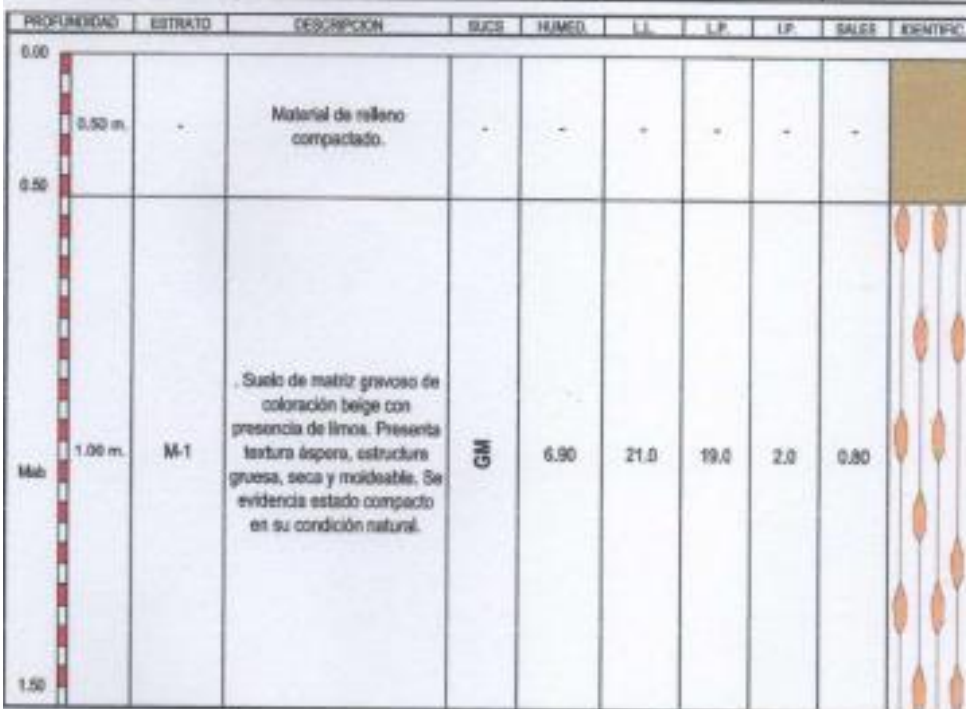 PROFUNDIDAD ESTRATO DESCRIPCION SUCS HUMED. L.L. L.P. I.P. SALES IDENTIFIC.
0.00
0.50 m. - Material de relleno compactado. - - - - - -
0.50
. Suelo de matriz gravoso de
coloración beige con
presencia de limos. Presenta
1.00 m. M-1 textura áspera, estructura GM 6.90 21.0 19.0 2.0 0.80
gruesa, seca y moldeable. Se
evidencia estado compacto
en su condición natural.
1.50